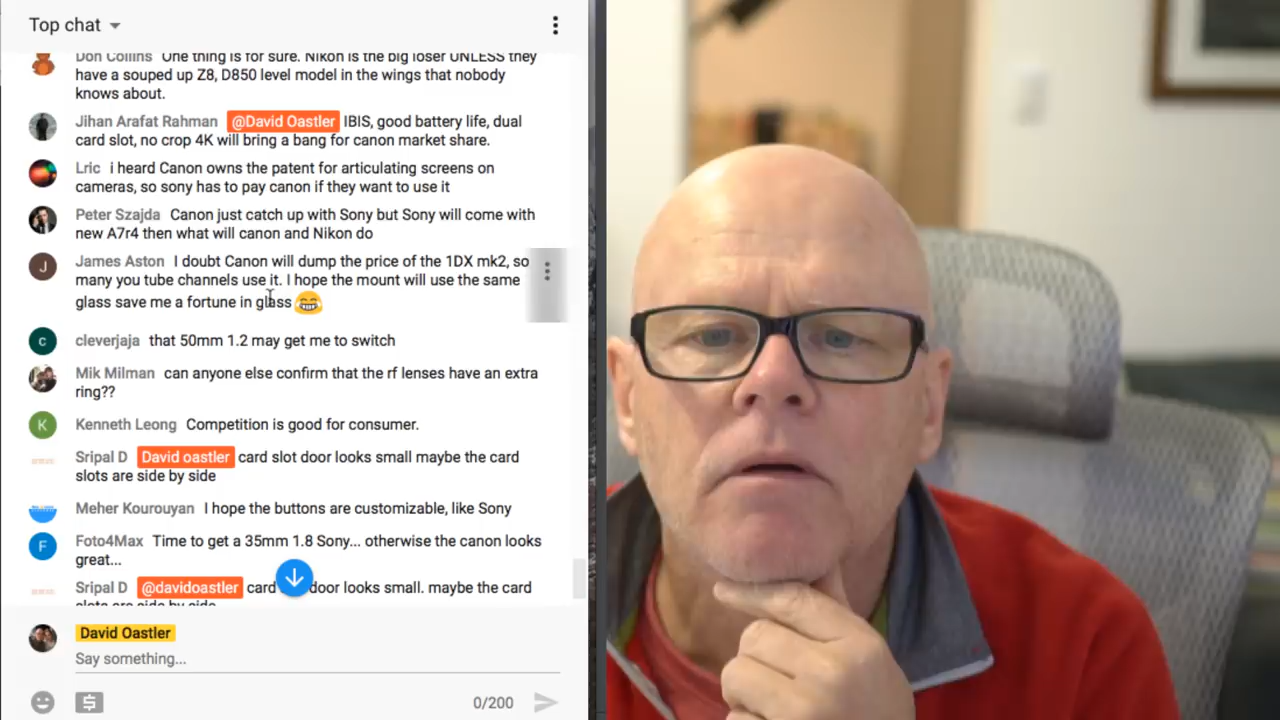 Top chat
Don Collins One thing is for sure. Nikon is the big loser UNLESS they
have a souped up Z8, D850 level model in the wings that nobody
knows about.
Jihan Arafat Rahman @David Oastler IBIS, good battery life, dual
card slot, no crop 4K will bring a bang for canon market share.
Lric i heard Canon owns the patent for articulating screens on
cameras, so sony has to pay canon if they want to use it
Peter Szajda Canon just catch up with Sony but Sony will come with
new A7r4 then what will canon and Nikon do
J
James Aston I doubt Canon will dump the price of the 1DX mk2, so
many you tube channels use it. I hope the mount will use the same
glass save me a fortune in glass 😂
c
cleverjaja that 50mm 1.2 may get me to switch
Mik Milman can anyone else confirm that the rf lenses have an extra
ring??
K
Kenneth Leong Competition is good for consumer.
Sripal D David oastler card slot door looks small maybe the card
slots are side by side
Meher Kourouyan I hope the buttons are customizable, like Sony
F
Foto4Max Time to get a 35mm 1.8 Sony... otherwise the canon looks
great...
Sripal D @davidoastler card door looks small. maybe the card
slots are side by side
David Oastler
Say something...
0/200